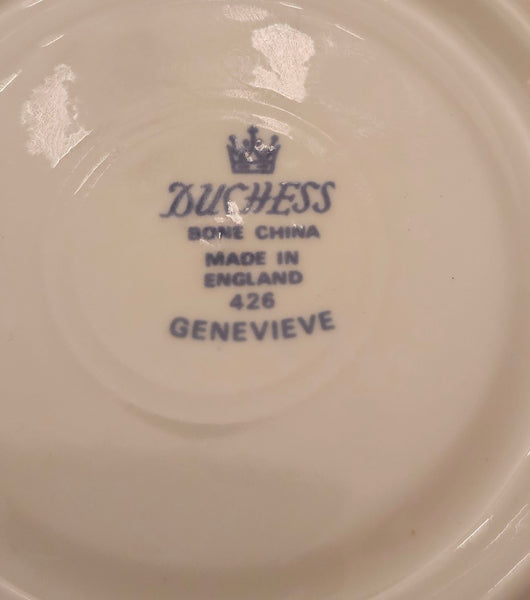 DUCHESS
BONE CHINA
MADE IN
ENGLAND
426
GENEVIEVE